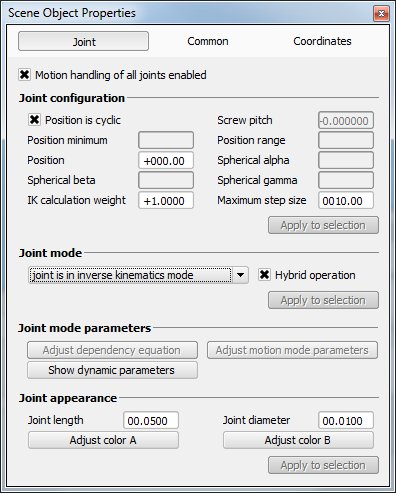 Scene Object Properties
Joint Common Coordinates
Motion handling of all joints enabled
Joint configuration
Position is cyclic Screw pitch -0.000000
Position minimum Position range
Position +000.00 Spherical alpha
Spherical beta Spherical gamma
IK calculation weight +1.0000 Maximum step size 0010.00
Apply to selection
Joint mode
joint is in inverse kinematics mode Hybrid operation
Apply to selection
Joint mode parameters
Adjust dependency equation Adjust motion mode parameters
Show dynamic parameters
Joint appearance
Joint length 00.0500 Joint diameter 00.0100
Adjust color A Adjust color B
Apply to selection